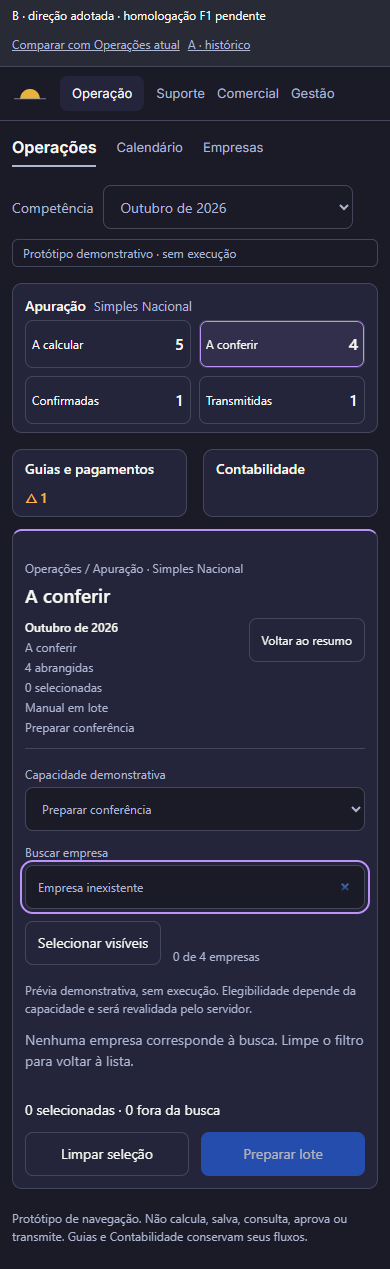 B · direção adotada · homologação F1 pendente
Comparar com Operações atual A · histórico
Operação Suporte Comercial Gestão
Operações Calendário Empresas
Competência Outubro de 2026
Protótipo demonstrativo · sem execução
Apuração Simples Nacional
A calcular 5 A conferir 4
Confirmadas 1 Transmitidas 1
Guias e pagamentos Contabilidade
1
Operações / Apuração · Simples Nacional
A conferir
Outubro de 2026
Voltar ao resumo
A conferir
4 abrangidas
0 selecionadas
Manual em lote
Preparar conferência
Capacidade demonstrativa
Preparar conferência
Buscar empresa
Empresa inexistente
Selecionar visíveis 0 de 4 empresas
Prévia demonstrativa, sem execução. Elegibilidade depende da
capacidade e será revalidada pelo servidor.
Nenhuma empresa corresponde à busca. Limpe o filtro
para voltar à lista.
0 selecionadas · 0 fora da busca
Limpar seleção Preparar lote
Protótipo de navegação. Não calcula, salva, consulta, aprova ou
transmite. Guias e Contabilidade conservam seus fluxos.